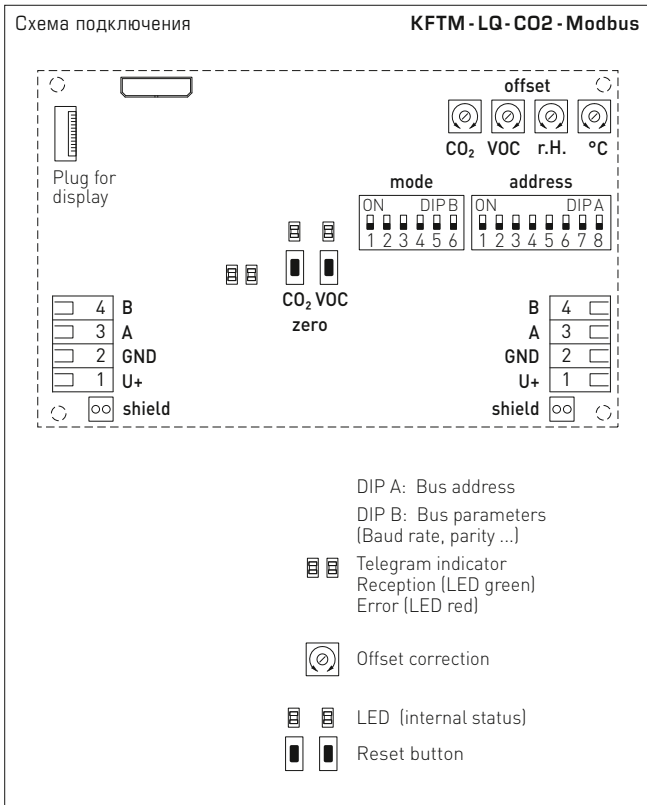 Схема подключения KFTM-LQ-CO2-Modbus
offset
CO₂ VOC r.H. °C
Plug for
display
mode address
ON DIP B ON DIP A
1 2 3 4 5 6 1 2 3 4 5 6 7 8
CO₂ VOC
zero
4 B B 4
3 A A 3
2 GND GND 2
1 U+ U+ 1
shield shield
DIP A: Bus address
DIP B: Bus parameters
(Baud rate, parity ...)
Telegram indicator
Reception (LED green)
Error (LED red)
Offset correction
LED (internal status)
Reset button